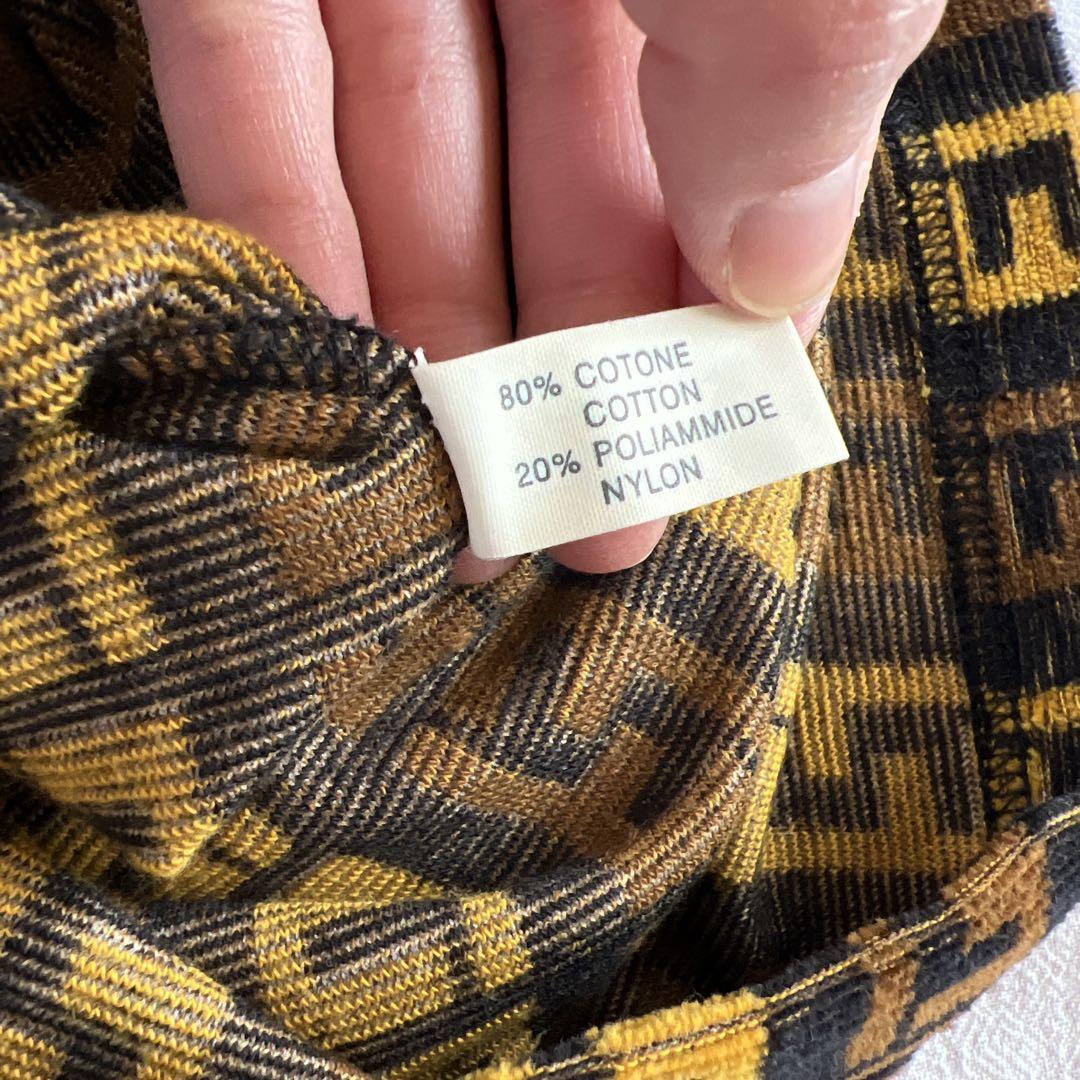 80% COTONE
COTTON
20% POLIAMMIDE
NYLON